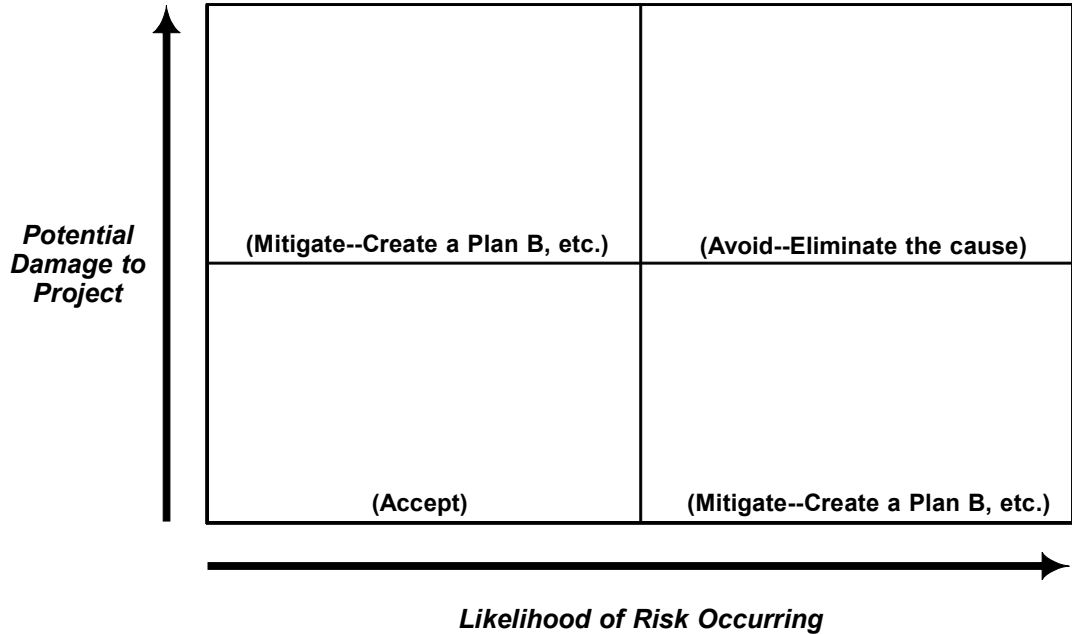 (Mitigate--Create a Plan B, etc.)
(Avoid--Eliminate the cause)
Potential
Damage to
Project
(Accept)
(Mitigate--Create a Plan B, etc.)
Likelihood of Risk Occurring